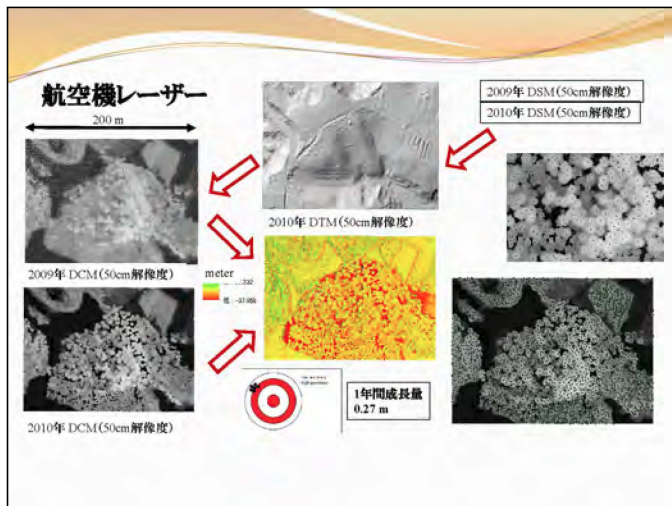 航空機レーザー
200 m
2009年 DSM(50cm解像度)
2010年 DSM(50cm解像度)
2010年 DTM(50cm解像度)
2009年 DCM(50cm解像度)
meter
低 : -37.955
1年間成長量
0.27 m
2010年 DCM(50cm解像度)